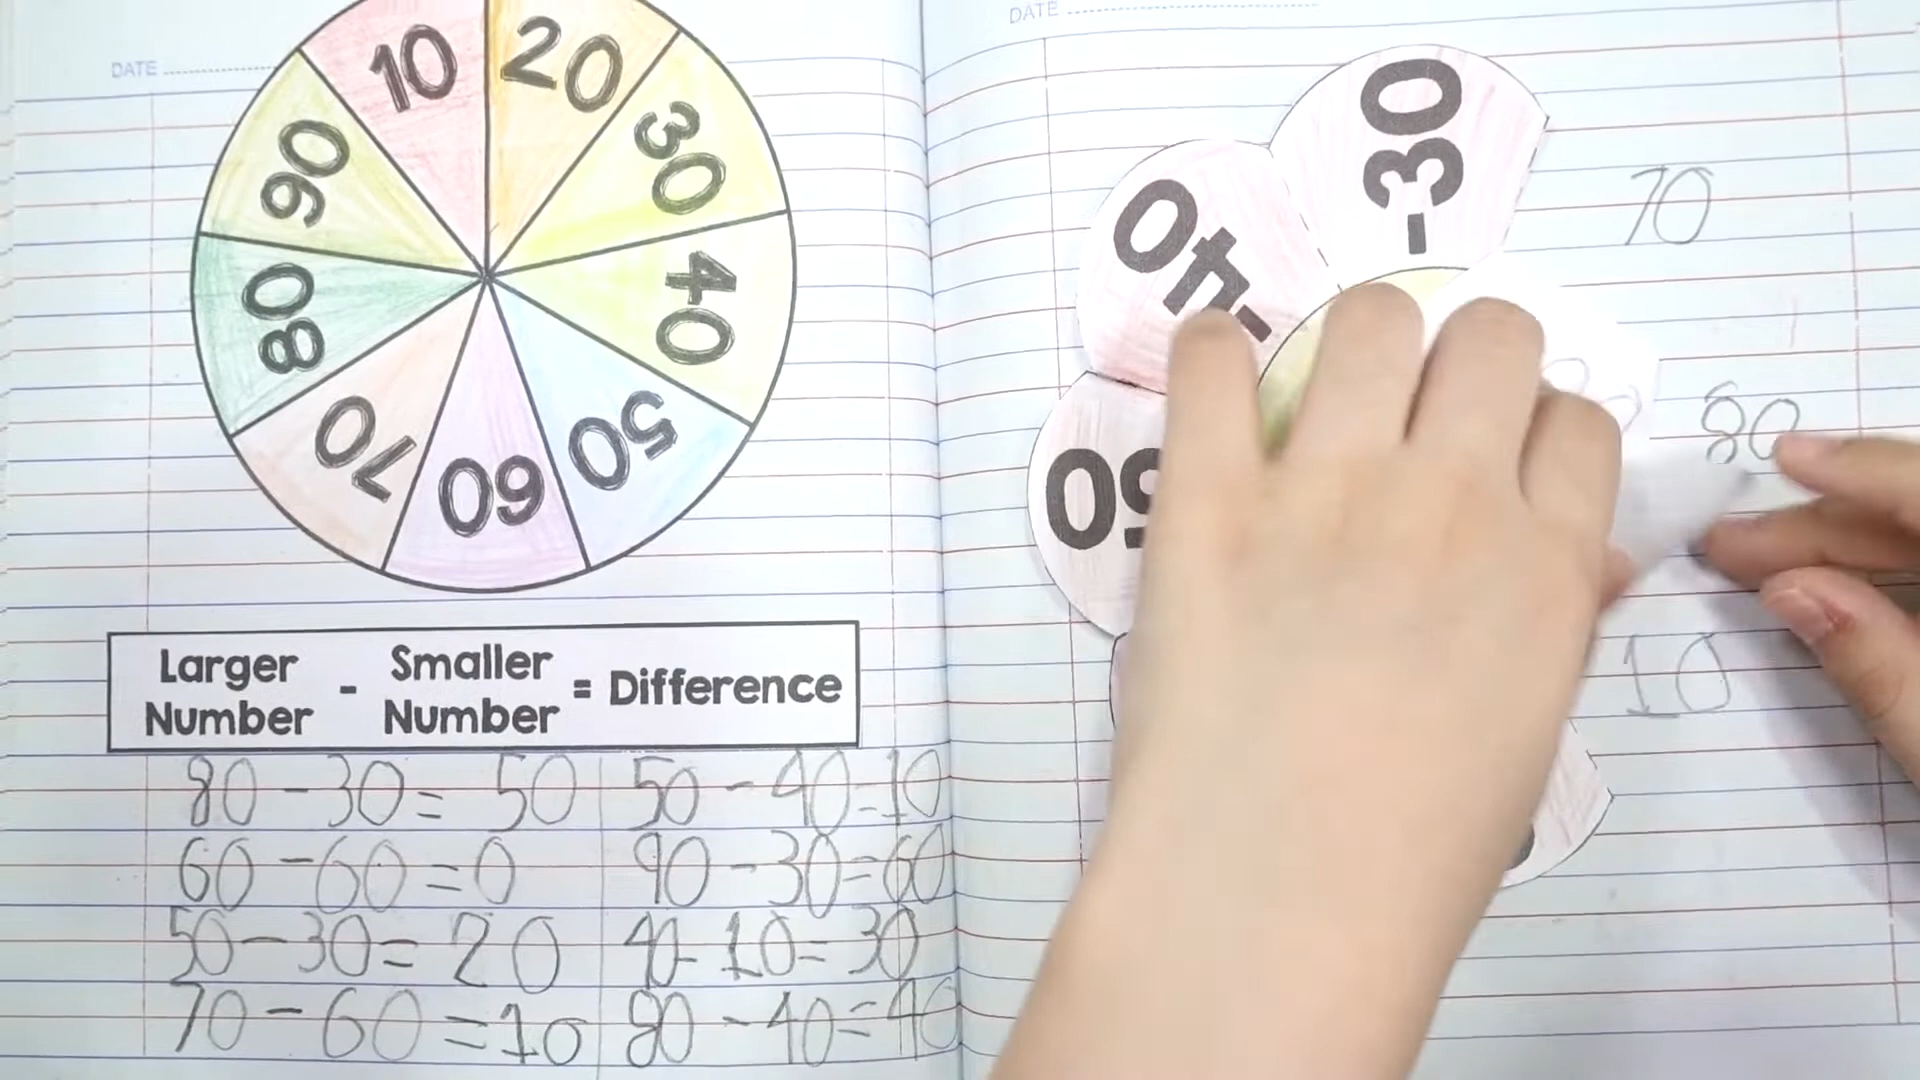 DATE
10
20
30
40
50
60
70
80
90
Larger Number - Smaller Number = Difference
80 - 30 = 50
50 - 40 = 10
60 - 60 = 0
90 - 30 = 60
50 - 30 = 20
40 - 10 = 30
70 - 60 = 10
80 - 40 = 40
DATE
-30
-40
50
70
80
10